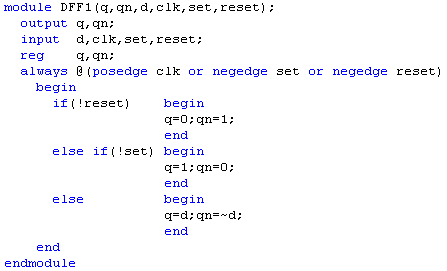 module DFF1(q,qn,d,clk,set,reset);
output q,qn;
input d,clk,set,reset;
reg q,qn;
always @(posedge clk or negedge set or negedge reset)
begin
if(!reset) begin
q=0;qn=1;
end
else if(!set) begin
q=1;qn=0;
end
else begin
q=d;qn=~d;
end
end
endmodule